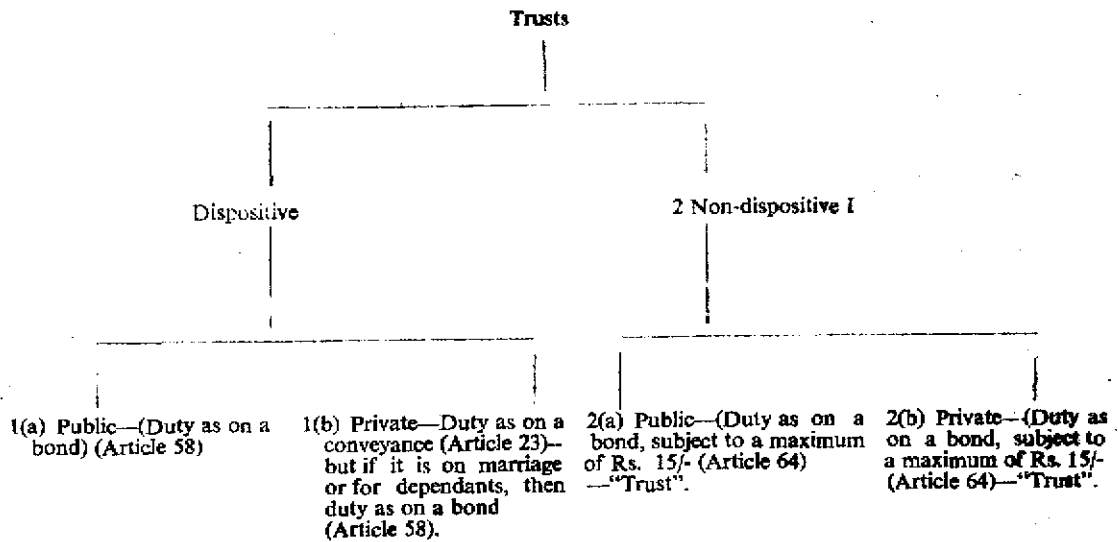 Trusts
Dispositive
2 Non-dispositive I
1(a) Public—(Duty as on a
bond) (Article 58)
1(b) Private—Duty as on a
conveyance (Article 23)—
but if it is on marriage
or for dependants, then
duty as on a bond
(Article 58).
2(a) Public—(Duty as on a
bond, subject to a maximum
of Rs. 15/- (Article 64)
—“Trust”.
2(b) Private—(Duty as
on a bond, subject to
a maximum of Rs. 15/-
(Article 64)—“Trust”.